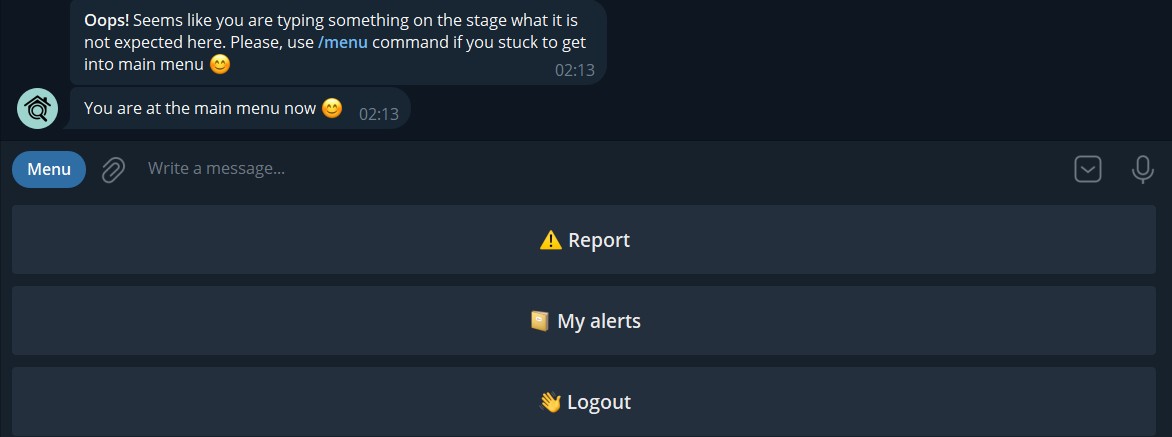 Oops! Seems like you are typing something on the stage what it is
not expected here. Please, use /menu command if you stuck to get
into main menu 😊
02:13
You are at the main menu now 😊 02:13
Menu Write a message...
⚠️ Report
📔 My alerts
👋 Logout